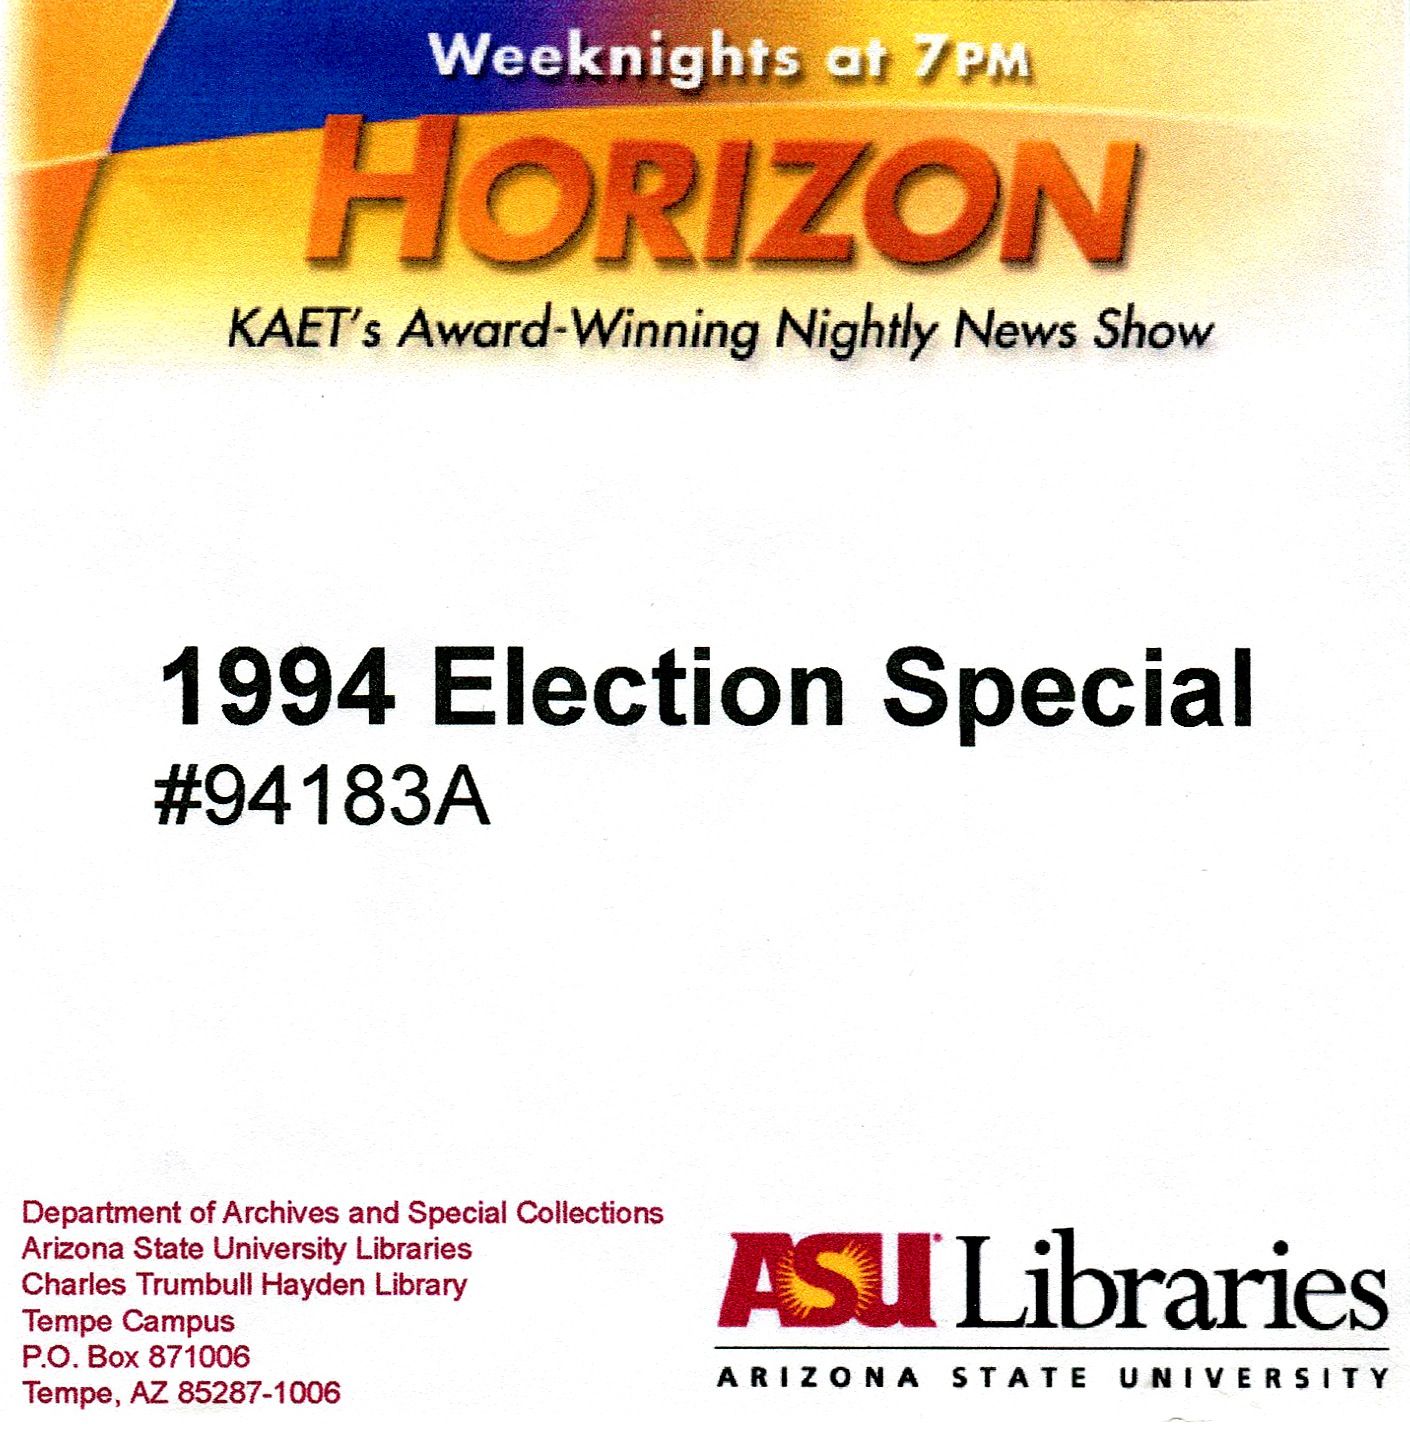 Weeknights at 7PM
HORIZON
KAET's Award-Winning Nightly News Show
1994 Election Special
#94183A
Department of Archives and Special Collections
Arizona State University Libraries
Charles Trumbull Hayden Library
Tempe Campus
P.O. Box 871006
Tempe, AZ 85287-1006
ASU Libraries
ARIZONA STATE UNIVERSITY